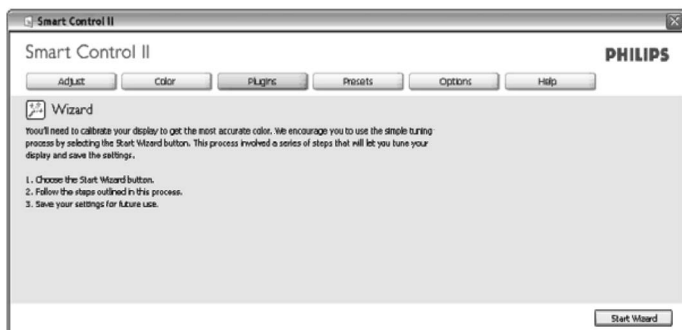 Smart Control II
Smart Control II
PHILIPS
Adjust Color Plugins Presets Options Help
Wizard
Yoou'll need to calibrate your display to get the most accurate color. We encourage you to use the simple tuning
process by selecting the Start Wizard button. This process involved a series of steps that will let you tune your
display and save the settings.
1. Choose the Start Wizard button.
2. Follow the steps outlined in this process.
3. Save your settings for future use.
Start Wizard